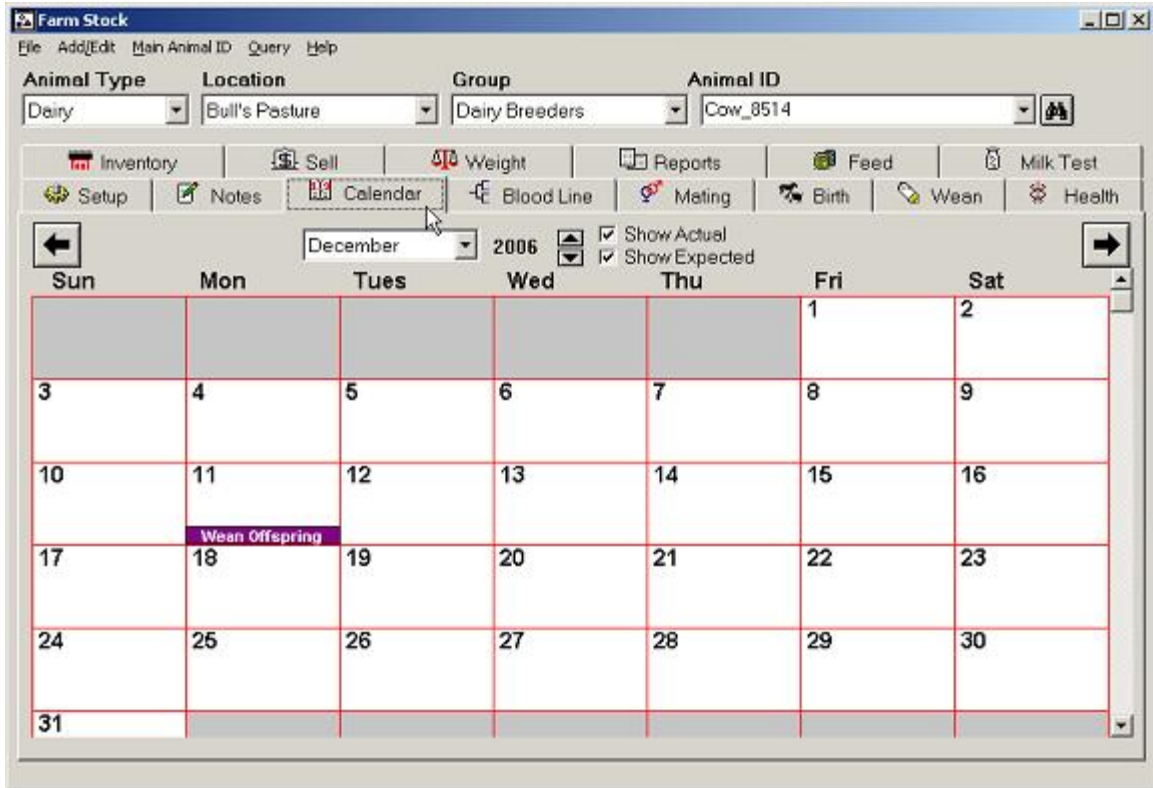 Farm Stock
File Add/Edit Main Animal ID Query Help
Animal Type Location Group Animal ID
Dairy Bull's Pasture Dairy Breeders Cow_8514
Inventory Sell Weight Reports Feed Milk Test
Setup Notes Calendar Blood Line Mating Birth Wean Health
December 2006 Show Actual
Show Expected
Sun Mon Tues Wed Thu Fri Sat
1 2
3 4 5 6 7 8 9
10 11 12 13 14 15 16
Wean Offspring
17 18 19 20 21 22 23
24 25 26 27 28 29 30
31